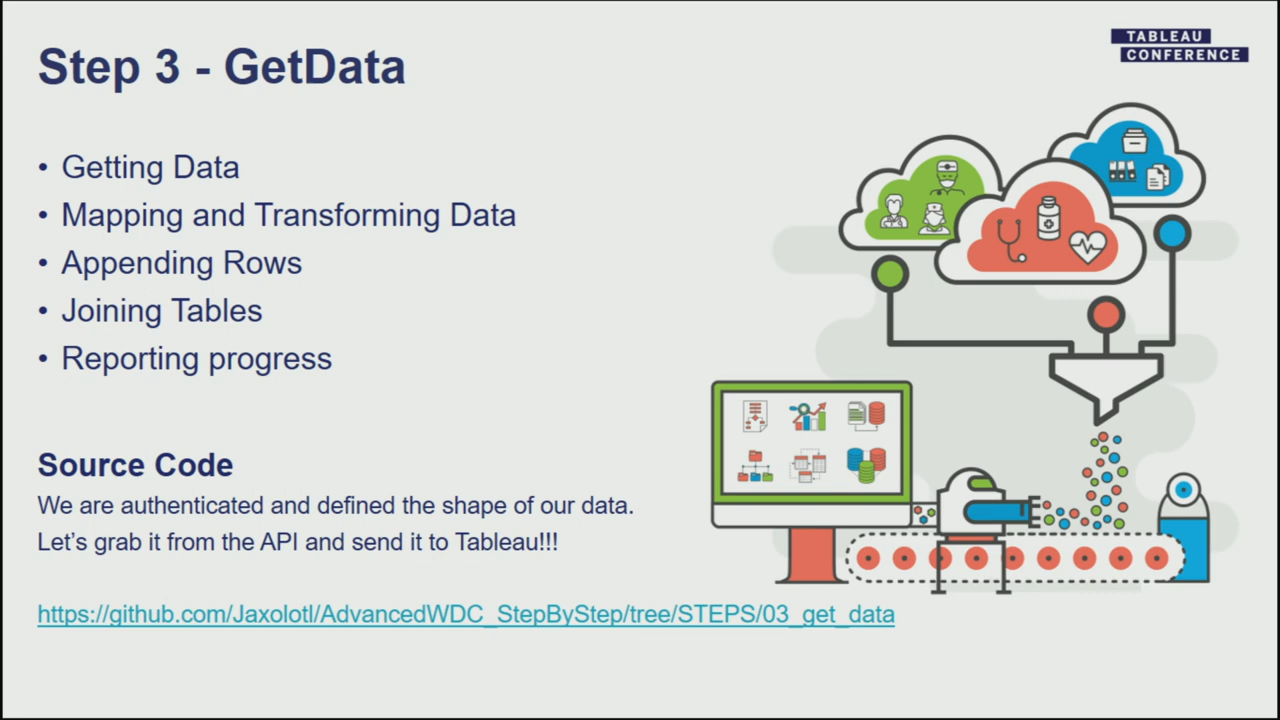 Step 3 - GetData
TABLEAU
CONFERENCE
• Getting Data
• Mapping and Transforming Data
• Appending Rows
• Joining Tables
• Reporting progress
Source Code
We are authenticated and defined the shape of our data.
Let’s grab it from the API and send it to Tableau!!!
https://github.com/Jaxolotl/AdvancedWDC_StepByStep/tree/STEPS/03_get_data